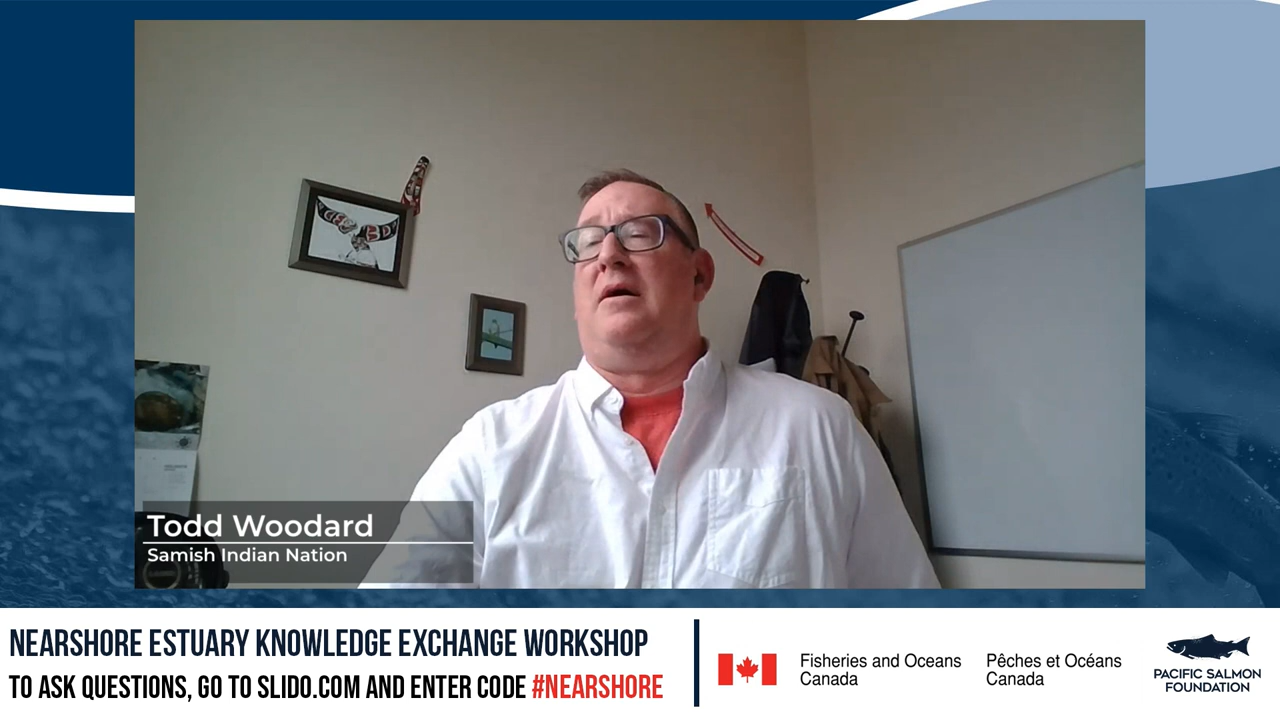 Todd Woodard
Samish Indian Nation
NEARSHORE ESTUARY KNOWLEDGE EXCHANGE WORKSHOP
TO ASK QUESTIONS, GO TO SLIDO.COM AND ENTER CODE #NEARSHORE
Fisheries and Oceans
Canada
Pêches et Océans
Canada
PACIFIC SALMON
FOUNDATION